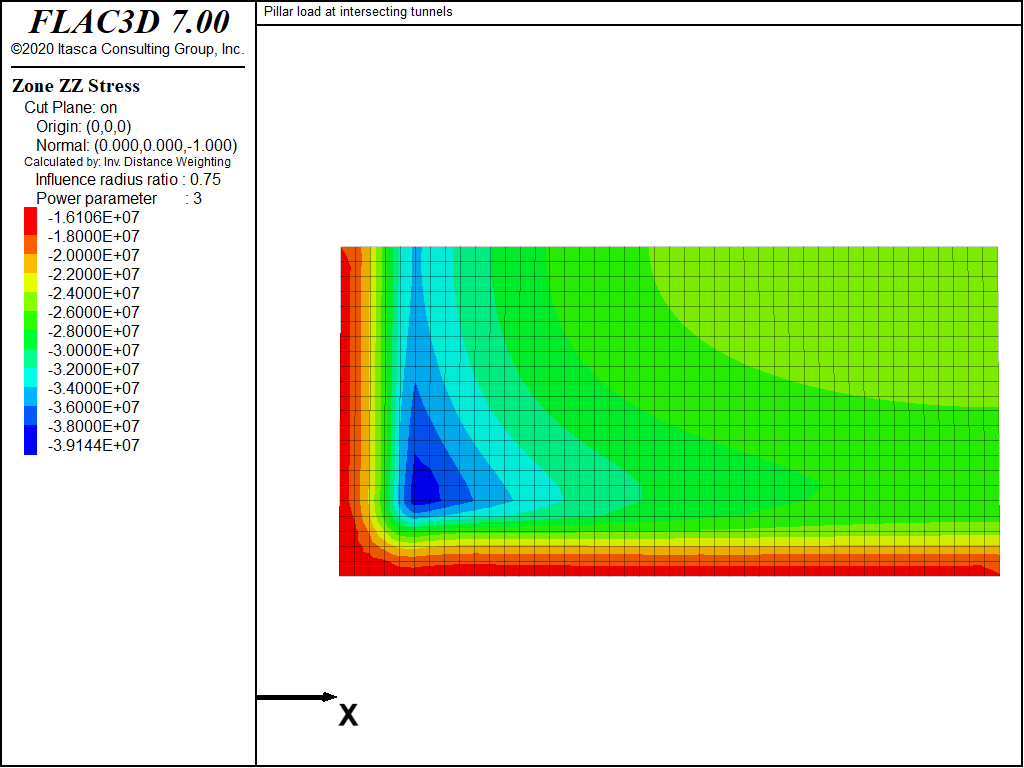 FLAC3D 7.00
©2020 Itasca Consulting Group, Inc.
Zone ZZ Stress
Cut Plane: on
Origin: (0,0,0)
Normal: (0.000,0.000,-1.000)
Calculated by: Inv. Distance Weighting
Influence radius ratio : 0.75
Power parameter : 3
-1.6106E+07
-1.8000E+07
-2.0000E+07
-2.2000E+07
-2.4000E+07
-2.6000E+07
-2.8000E+07
-3.0000E+07
-3.2000E+07
-3.4000E+07
-3.6000E+07
-3.8000E+07
-3.9144E+07
Pillar load at intersecting tunnels
X